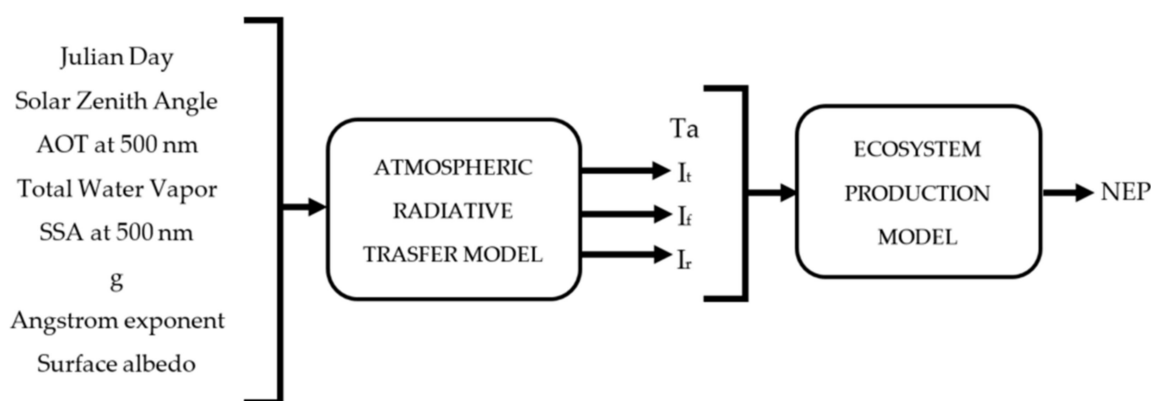 Julian Day
Solar Zenith Angle
AOT at 500 nm
Total Water Vapor
SSA at 500 nm
g
Angstrom exponent
Surface albedo
ATMOSPHERIC
RADIATIVE
TRASFER MODEL
Ta
Iₜ
I_f
Iᵣ
ECOSYSTEM
PRODUCTION
MODEL
NEP